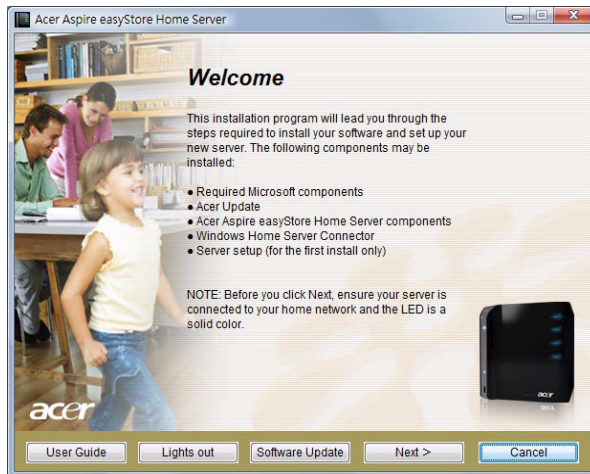 Acer Aspire easyStore Home Server
Welcome
This installation program will lead you through the
steps required to install your software and set up your
new server. The following components may be
installed:
● Required Microsoft components
● Acer Update
● Acer Aspire easyStore Home Server components
● Windows Home Server Connector
● Server setup (for the first install only)
NOTE: Before you click Next, ensure your server is
connected to your home network and the LED is a
solid color.
acer
acer
User Guide
Lights out
Software Update
Next >
Cancel